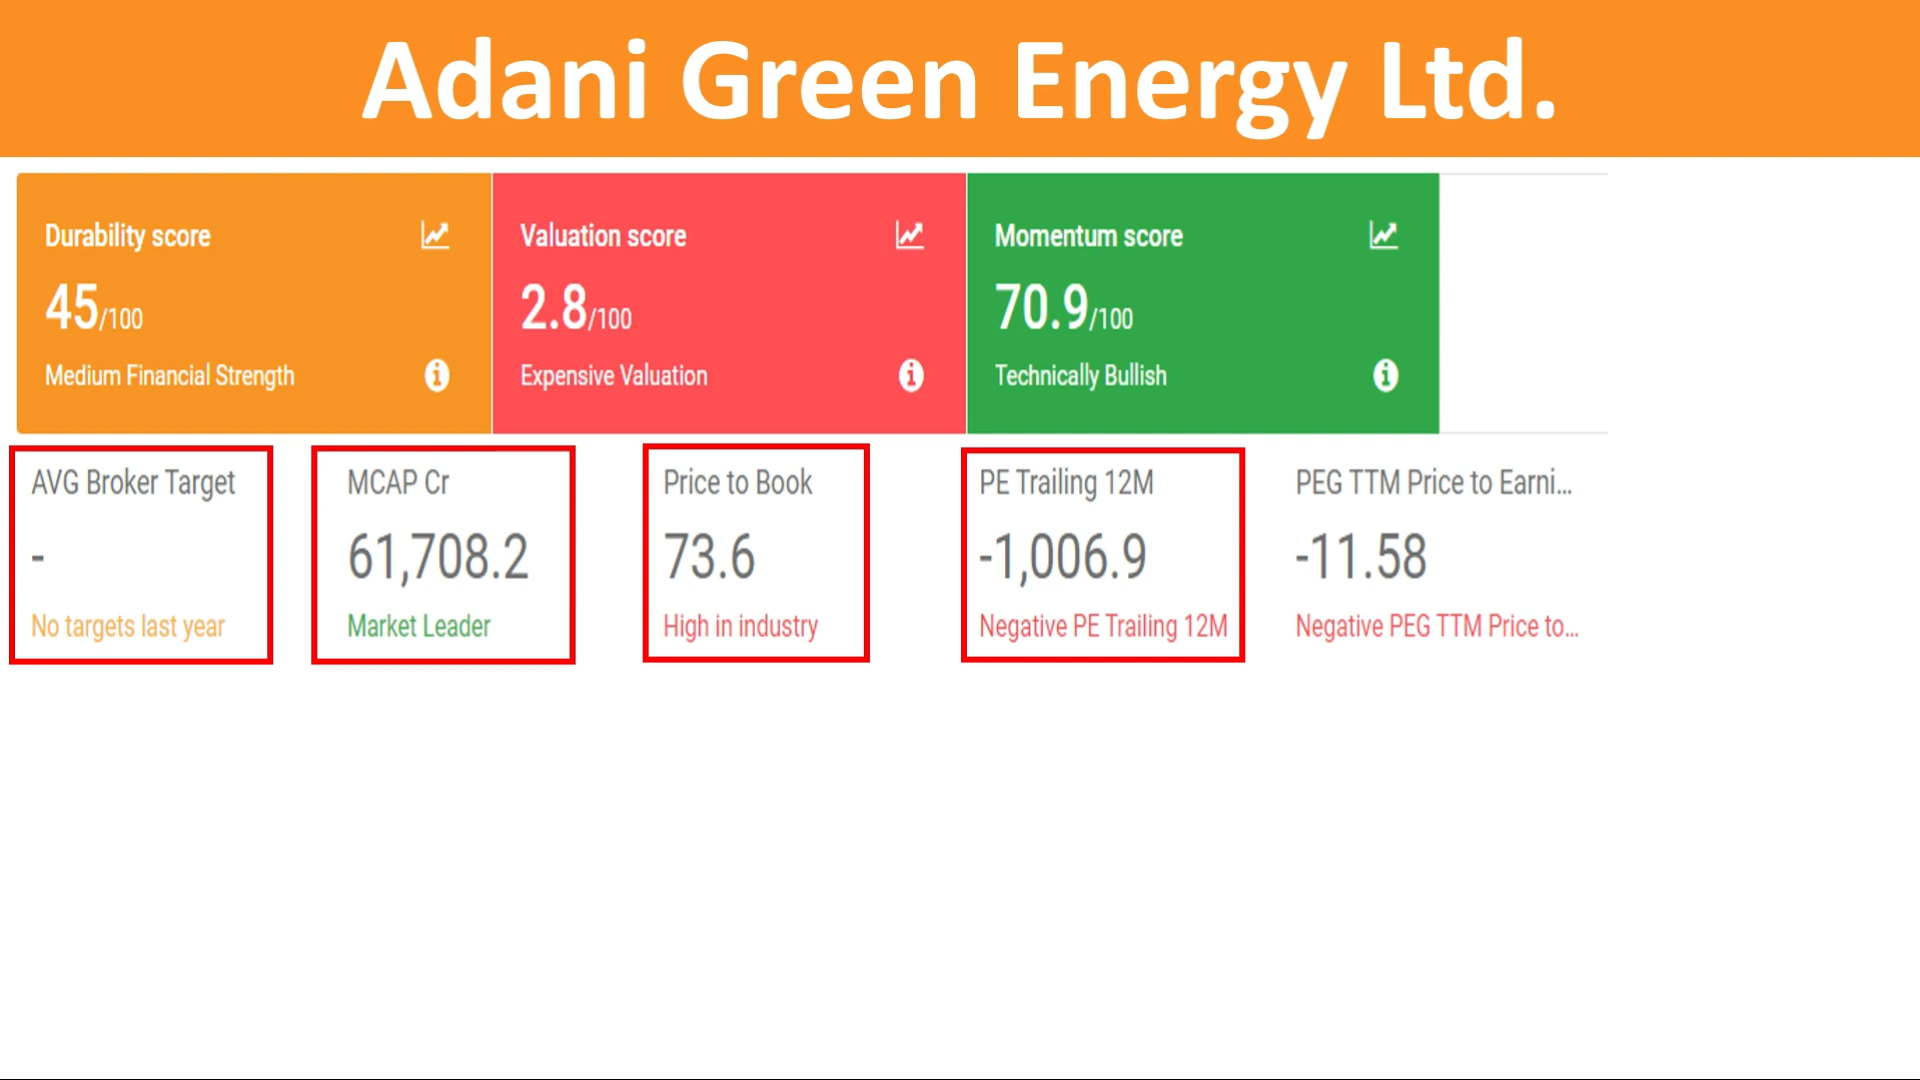 Adani Green Energy Ltd.
Durability score
45/100
Medium Financial Strength
Valuation score
2.8/100
Expensive Valuation
Momentum score
70.9/100
Technically Bullish
AVG Broker Target
-
No targets last year
MCAP Cr
61,708.2
Market Leader
Price to Book
73.6
High in industry
PE Trailing 12M
-1,006.9
Negative PE Trailing 12M
PEG TTM Price to Earni...
-11.58
Negative PEG TTM Price to...